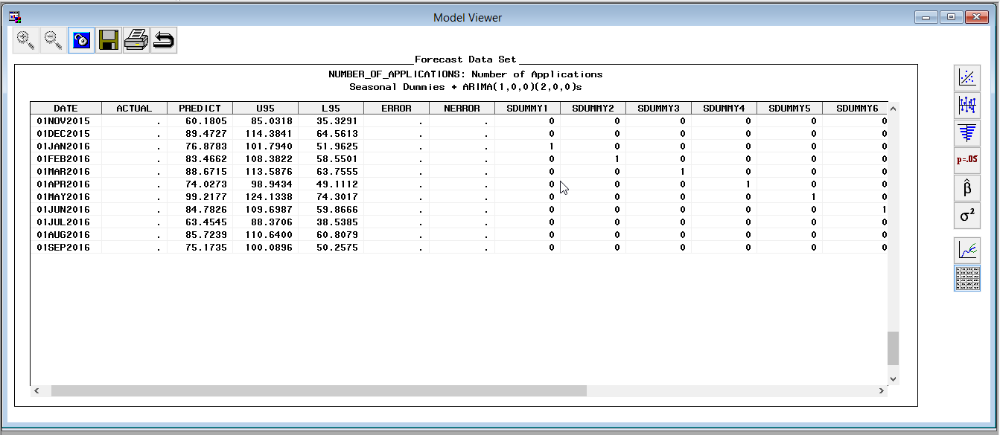 Model Viewer
Forecast Data Set
NUMBER_OF_APPLICATIONS: Number of Applications
Seasonal Dummies + ARIMA(1,0,0)(2,0,0)s
DATE ACTUAL PREDICT U95 L95 ERROR NERROR SDUMMY1 SDUMMY2 SDUMMY3 SDUMMY4 SDUMMY5 SDUMMY6
01NOV2015 . 60.1805 85.0318 35.3291 . . 0 0 0 0 0 0
01DEC2015 . 89.4727 114.3841 64.5613 . . 0 0 0 0 0 0
01JAN2016 . 76.8783 101.7940 51.9625 . . 1 0 0 0 0 0
01FEB2016 . 83.4662 108.3822 58.5501 . . 0 1 0 0 0 0
01MAR2016 . 88.6715 113.5876 63.7555 . . 0 0 1 0 0 0
01APR2016 . 74.0273 98.9434 49.1112 . . 0 0 0 1 0 0
01MAY2016 . 99.2177 124.1338 74.3017 . . 0 0 0 0 1 0
01JUN2016 . 84.7826 109.6987 59.8666 . . 0 0 0 0 0 1
01JUL2016 . 63.4545 88.3706 38.5385 . . 0 0 0 0 0 0
01AUG2016 . 85.7239 110.6400 60.8079 . . 0 0 0 0 0 0
01SEP2016 . 75.1735 100.0896 50.2575 . . 0 0 0 0 0 0
p=.05
β̂
σ²